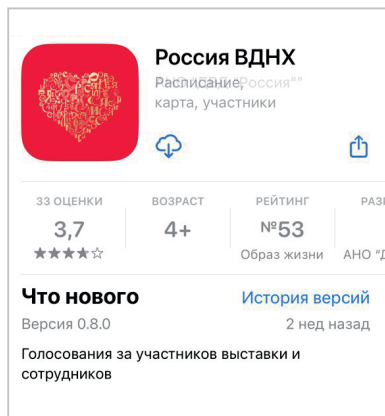 Россия ВДНХ
Расписание,
карта, участники
33 ОЦЕНКИ
ВОЗРАСТ
РЕЙТИНГ
3,7
4+
№53
Образ жизни
АНО
Что нового
История версий
Версия 0.8.0
2 нед назад
Голосования за участников выставки и
сотрудников